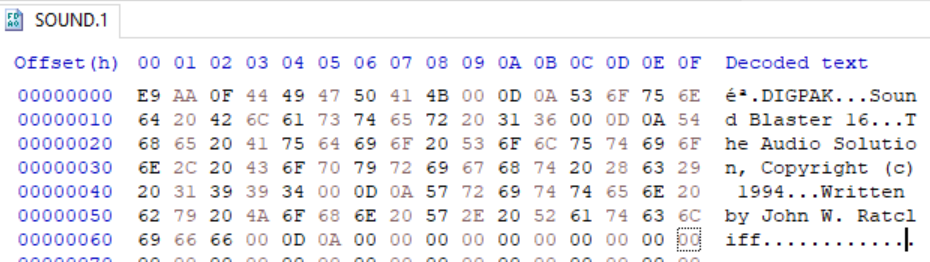 SOUND.1
Offset(h) 00 01 02 03 04 05 06 07 08 09 0A 0B 0C 0D 0E 0F Decoded text
00000000 E9 AA 0F 44 49 47 50 41 4B 00 0D 0A 53 6F 75 6E éª.DIGPAK...Soun
00000010 64 20 42 6C 61 73 74 65 72 20 31 36 00 0D 0A 54 d Blaster 16...T
00000020 68 65 20 41 75 64 69 6F 20 53 6F 6C 75 74 69 6F he Audio Solutio
00000030 6E 2C 20 43 6F 70 79 72 69 67 68 74 20 28 63 29 n, Copyright (c)
00000040 20 31 39 39 34 00 0D 0A 57 72 69 74 74 65 6E 20 1994...Written
00000050 62 79 20 4A 6F 68 6E 20 57 2E 20 52 61 74 63 6C by John W. Ratcl
00000060 69 66 66 00 0D 0A 00 00 00 00 00 00 00 00 00 00 iff.............